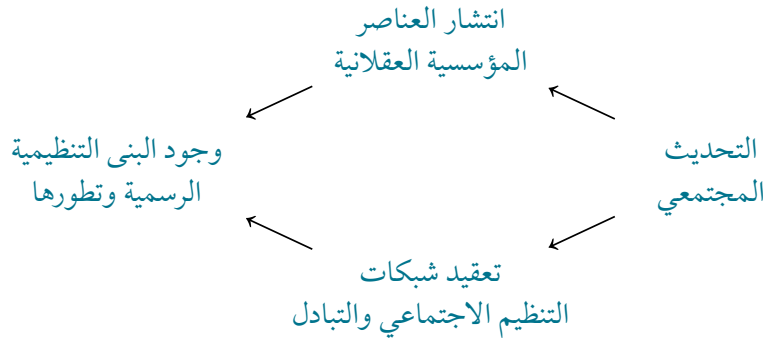 انتشار العناصر
المؤسسية العقلانية
التحديث
المجتمعي
وجود البنى التنظيمية
الرسمية وتطورها
تعقيد شبكات
التنظيم الاجتماعي والتبادل